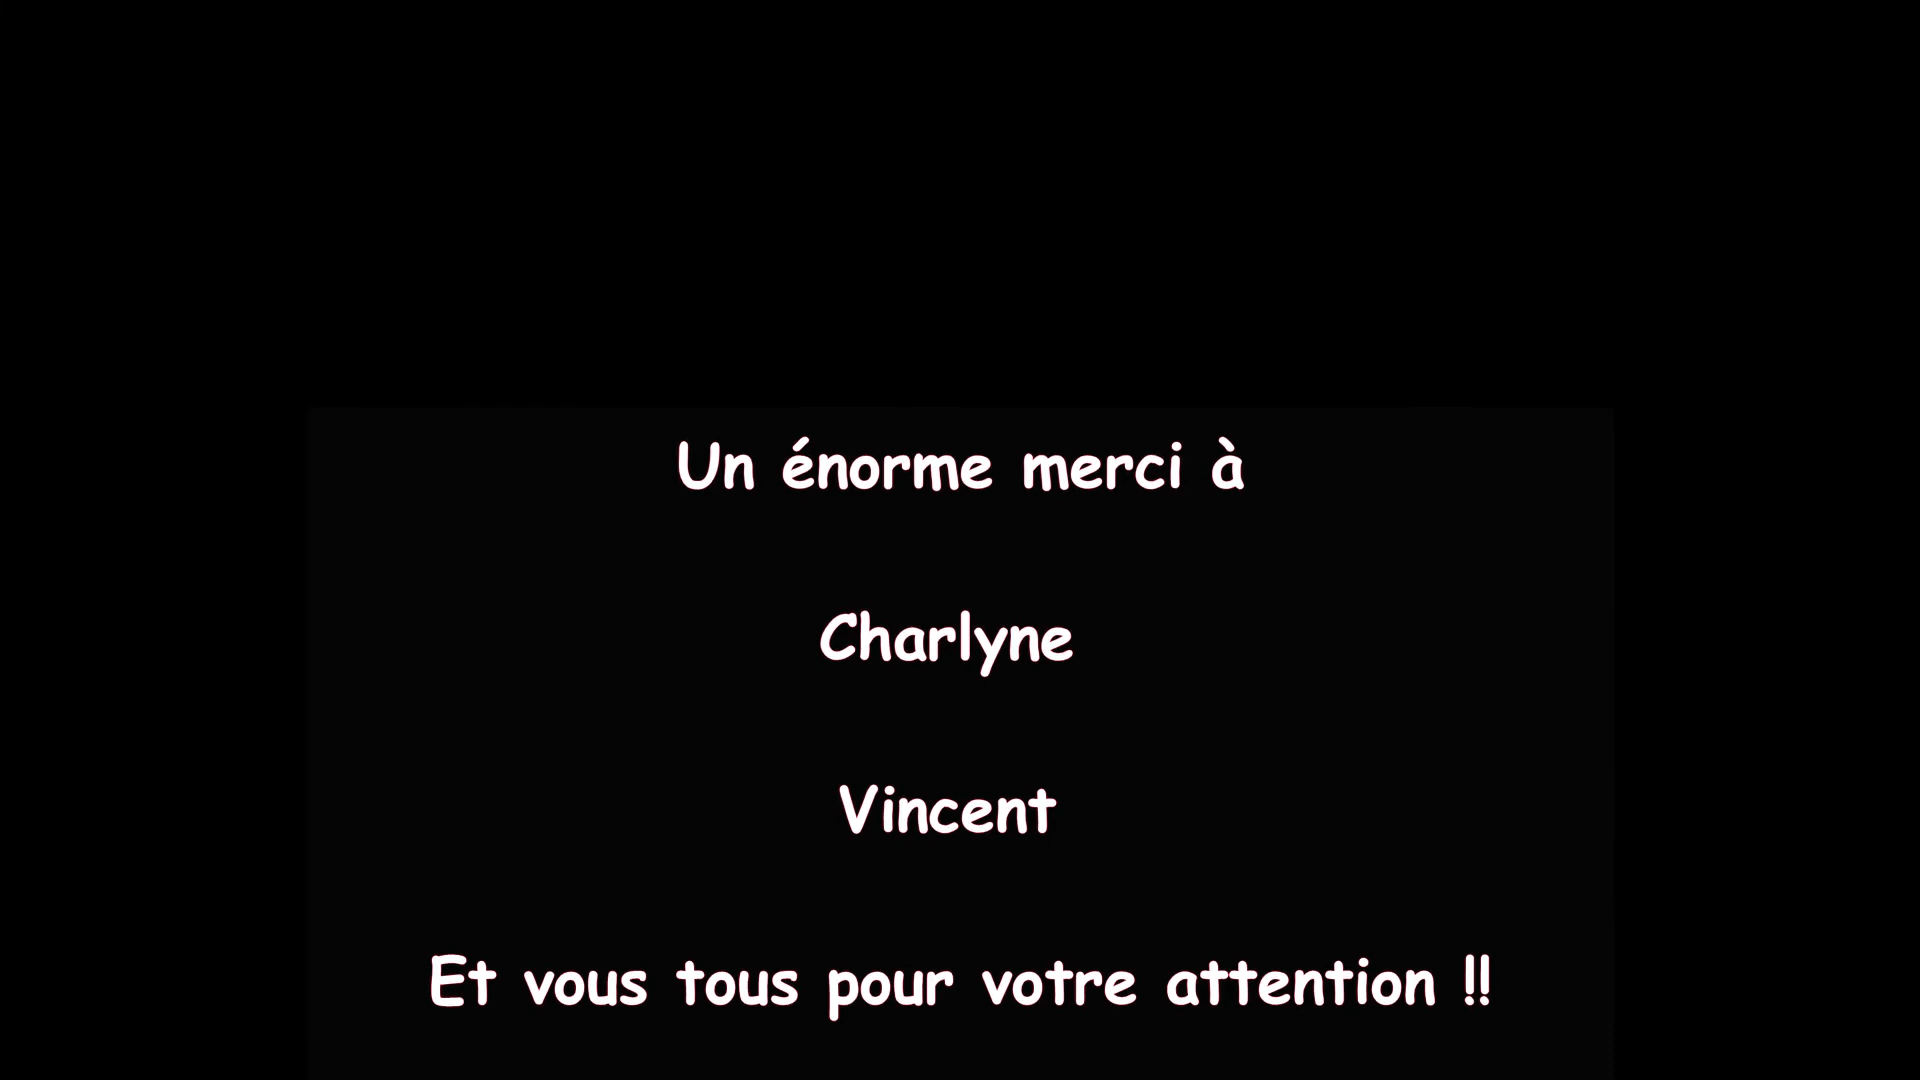 Un énorme merci à
Charlyne
Vincent
Et vous tous pour votre attention !!